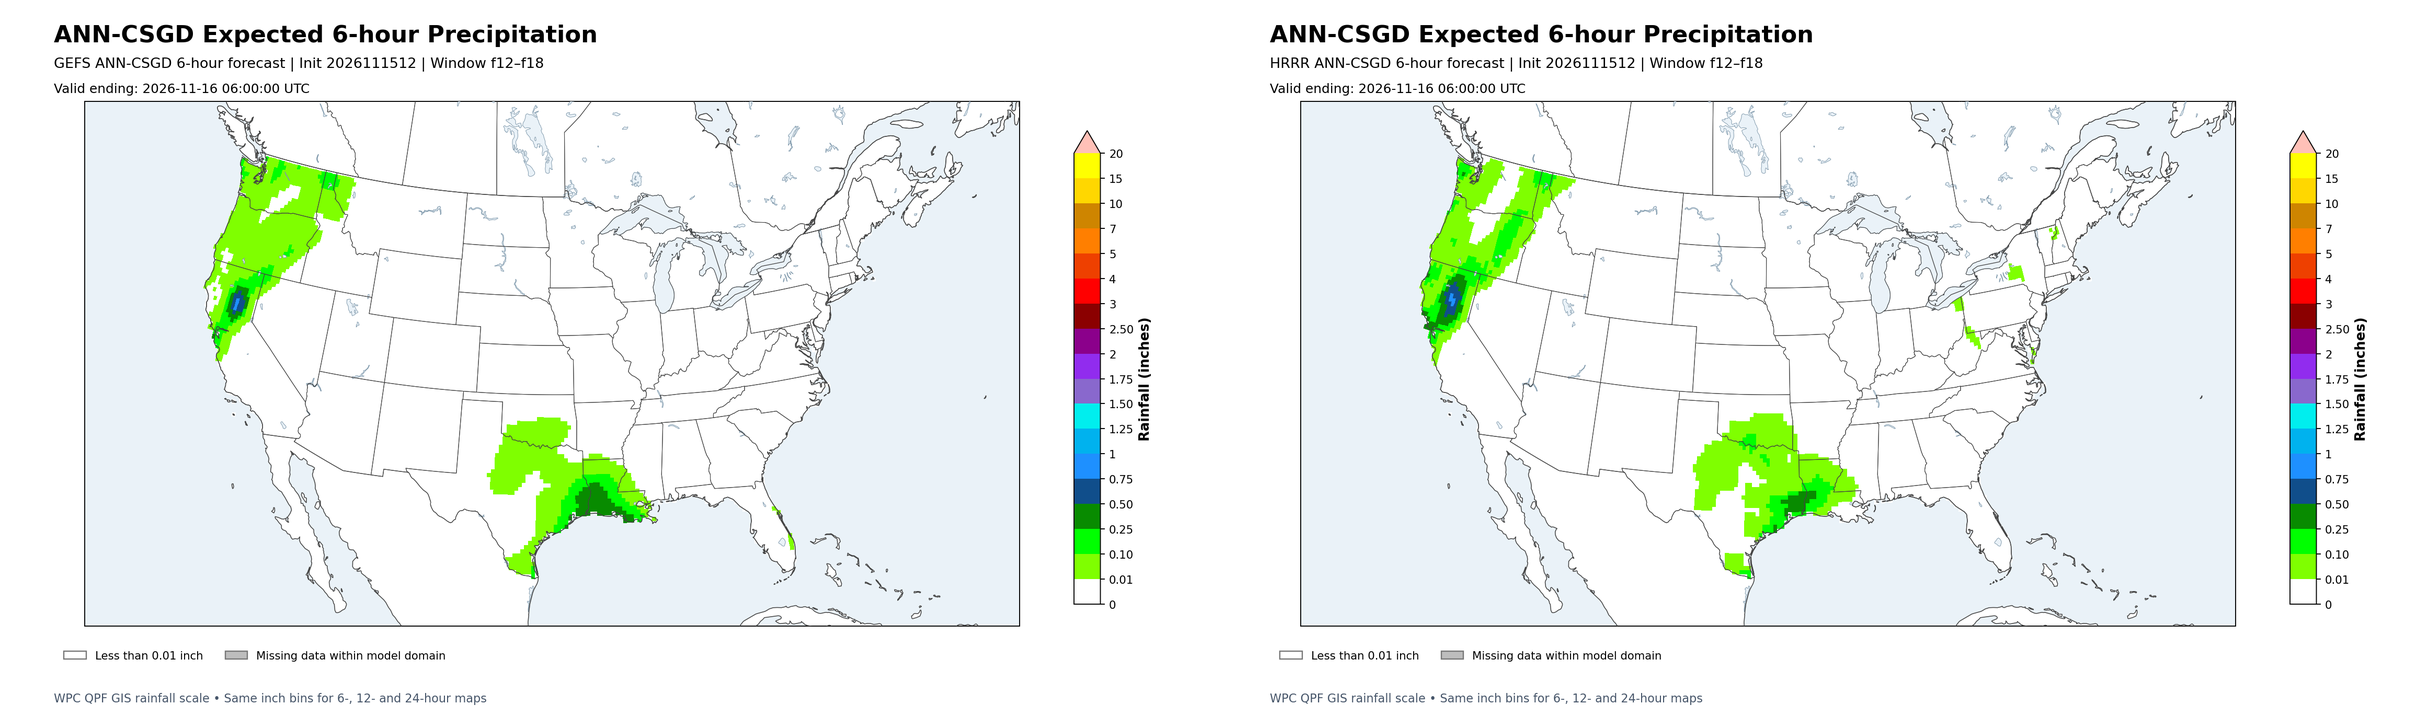 ANN-CSGD Expected 6-hour Precipitation
GEFS ANN-CSGD 6-hour forecast | Init 2026111512 | Window f12–f18
Valid ending: 2026-11-16 06:00:00 UTC
20
15
10
7
5
4
3
2.50
2
1.75
1.50
1.25
1
0.75
0.50
0.25
0.10
0.01
0
Rainfall (inches)
Less than 0.01 inch
Missing data within model domain
WPC QPF GIS rainfall scale • Same inch bins for 6-, 12- and 24-hour maps
ANN-CSGD Expected 6-hour Precipitation
HRRR ANN-CSGD 6-hour forecast | Init 2026111512 | Window f12–f18
Valid ending: 2026-11-16 06:00:00 UTC
20
15
10
7
5
4
3
2.50
2
1.75
1.50
1.25
1
0.75
0.50
0.25
0.10
0.01
0
Rainfall (inches)
Less than 0.01 inch
Missing data within model domain
WPC QPF GIS rainfall scale • Same inch bins for 6-, 12- and 24-hour maps